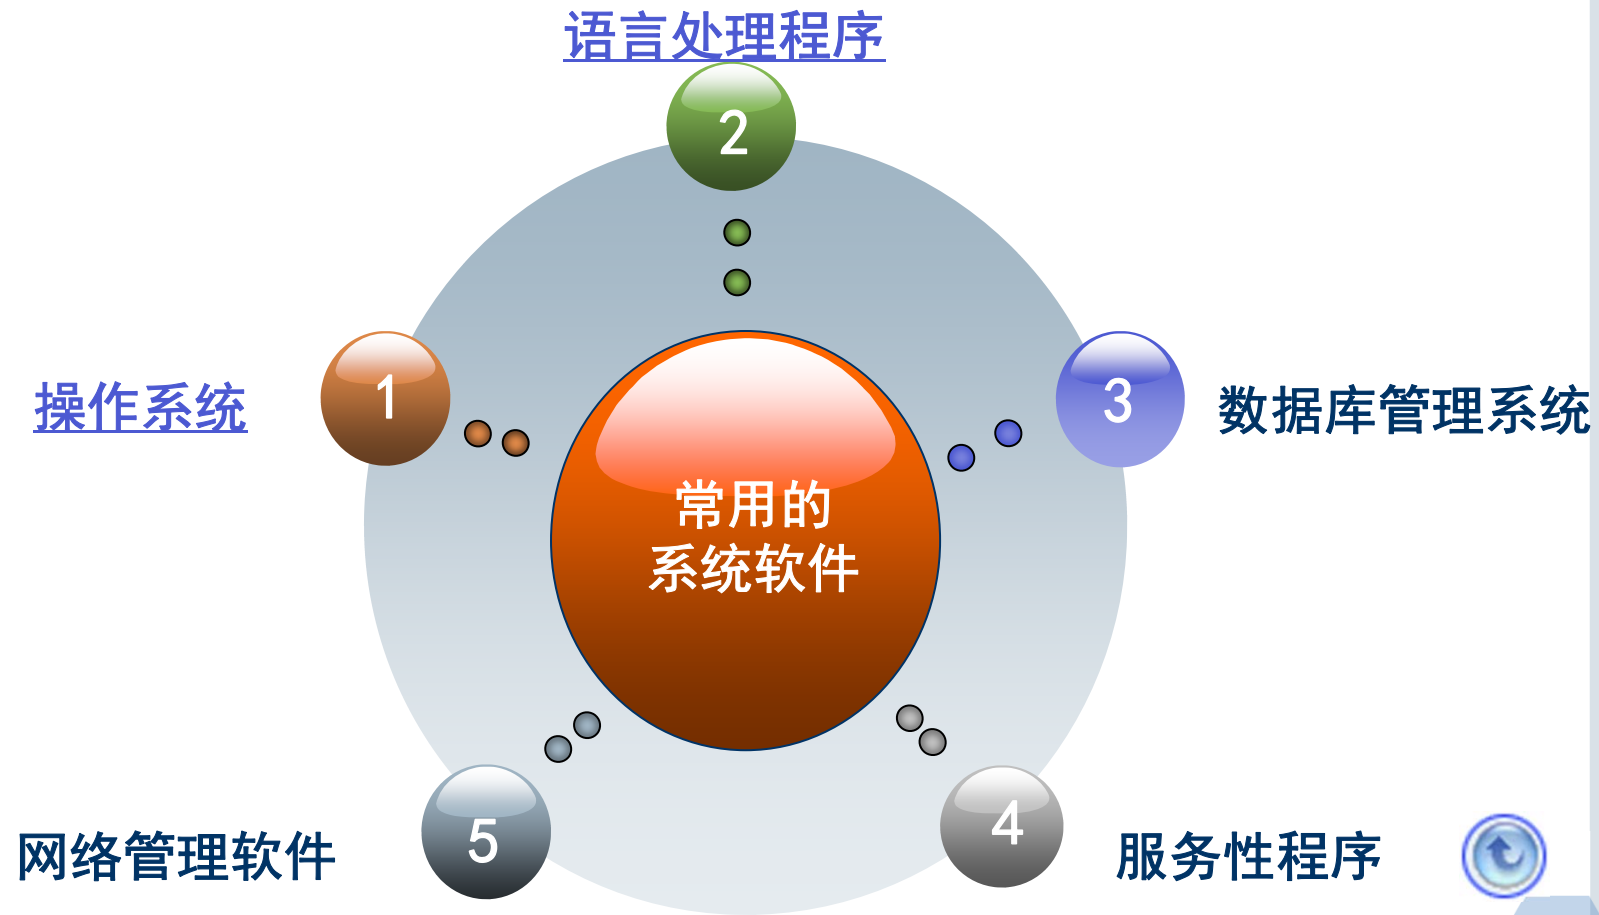 语言处理程序
2
1
操作系统
3
数据库管理系统
常用的
系统软件
5
网络管理软件
4
服务性程序